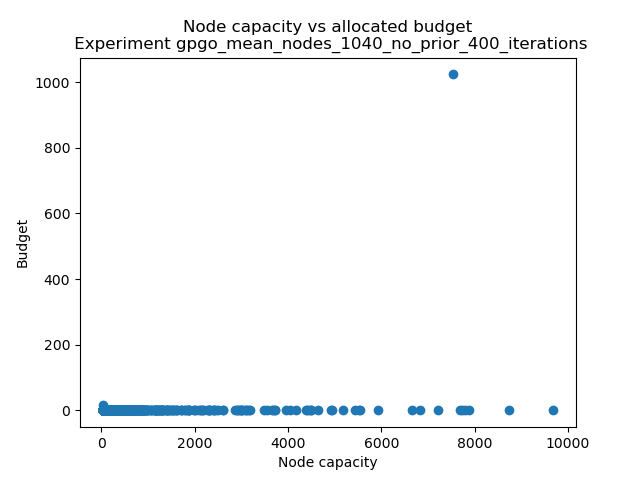 Node capacity vs allocated budget
Experiment gpgo_mean_nodes_1040_no_prior_400_iterations
1000
800
600
400
200
0
Budget
0 2000 4000 6000 8000 10000
Node capacity